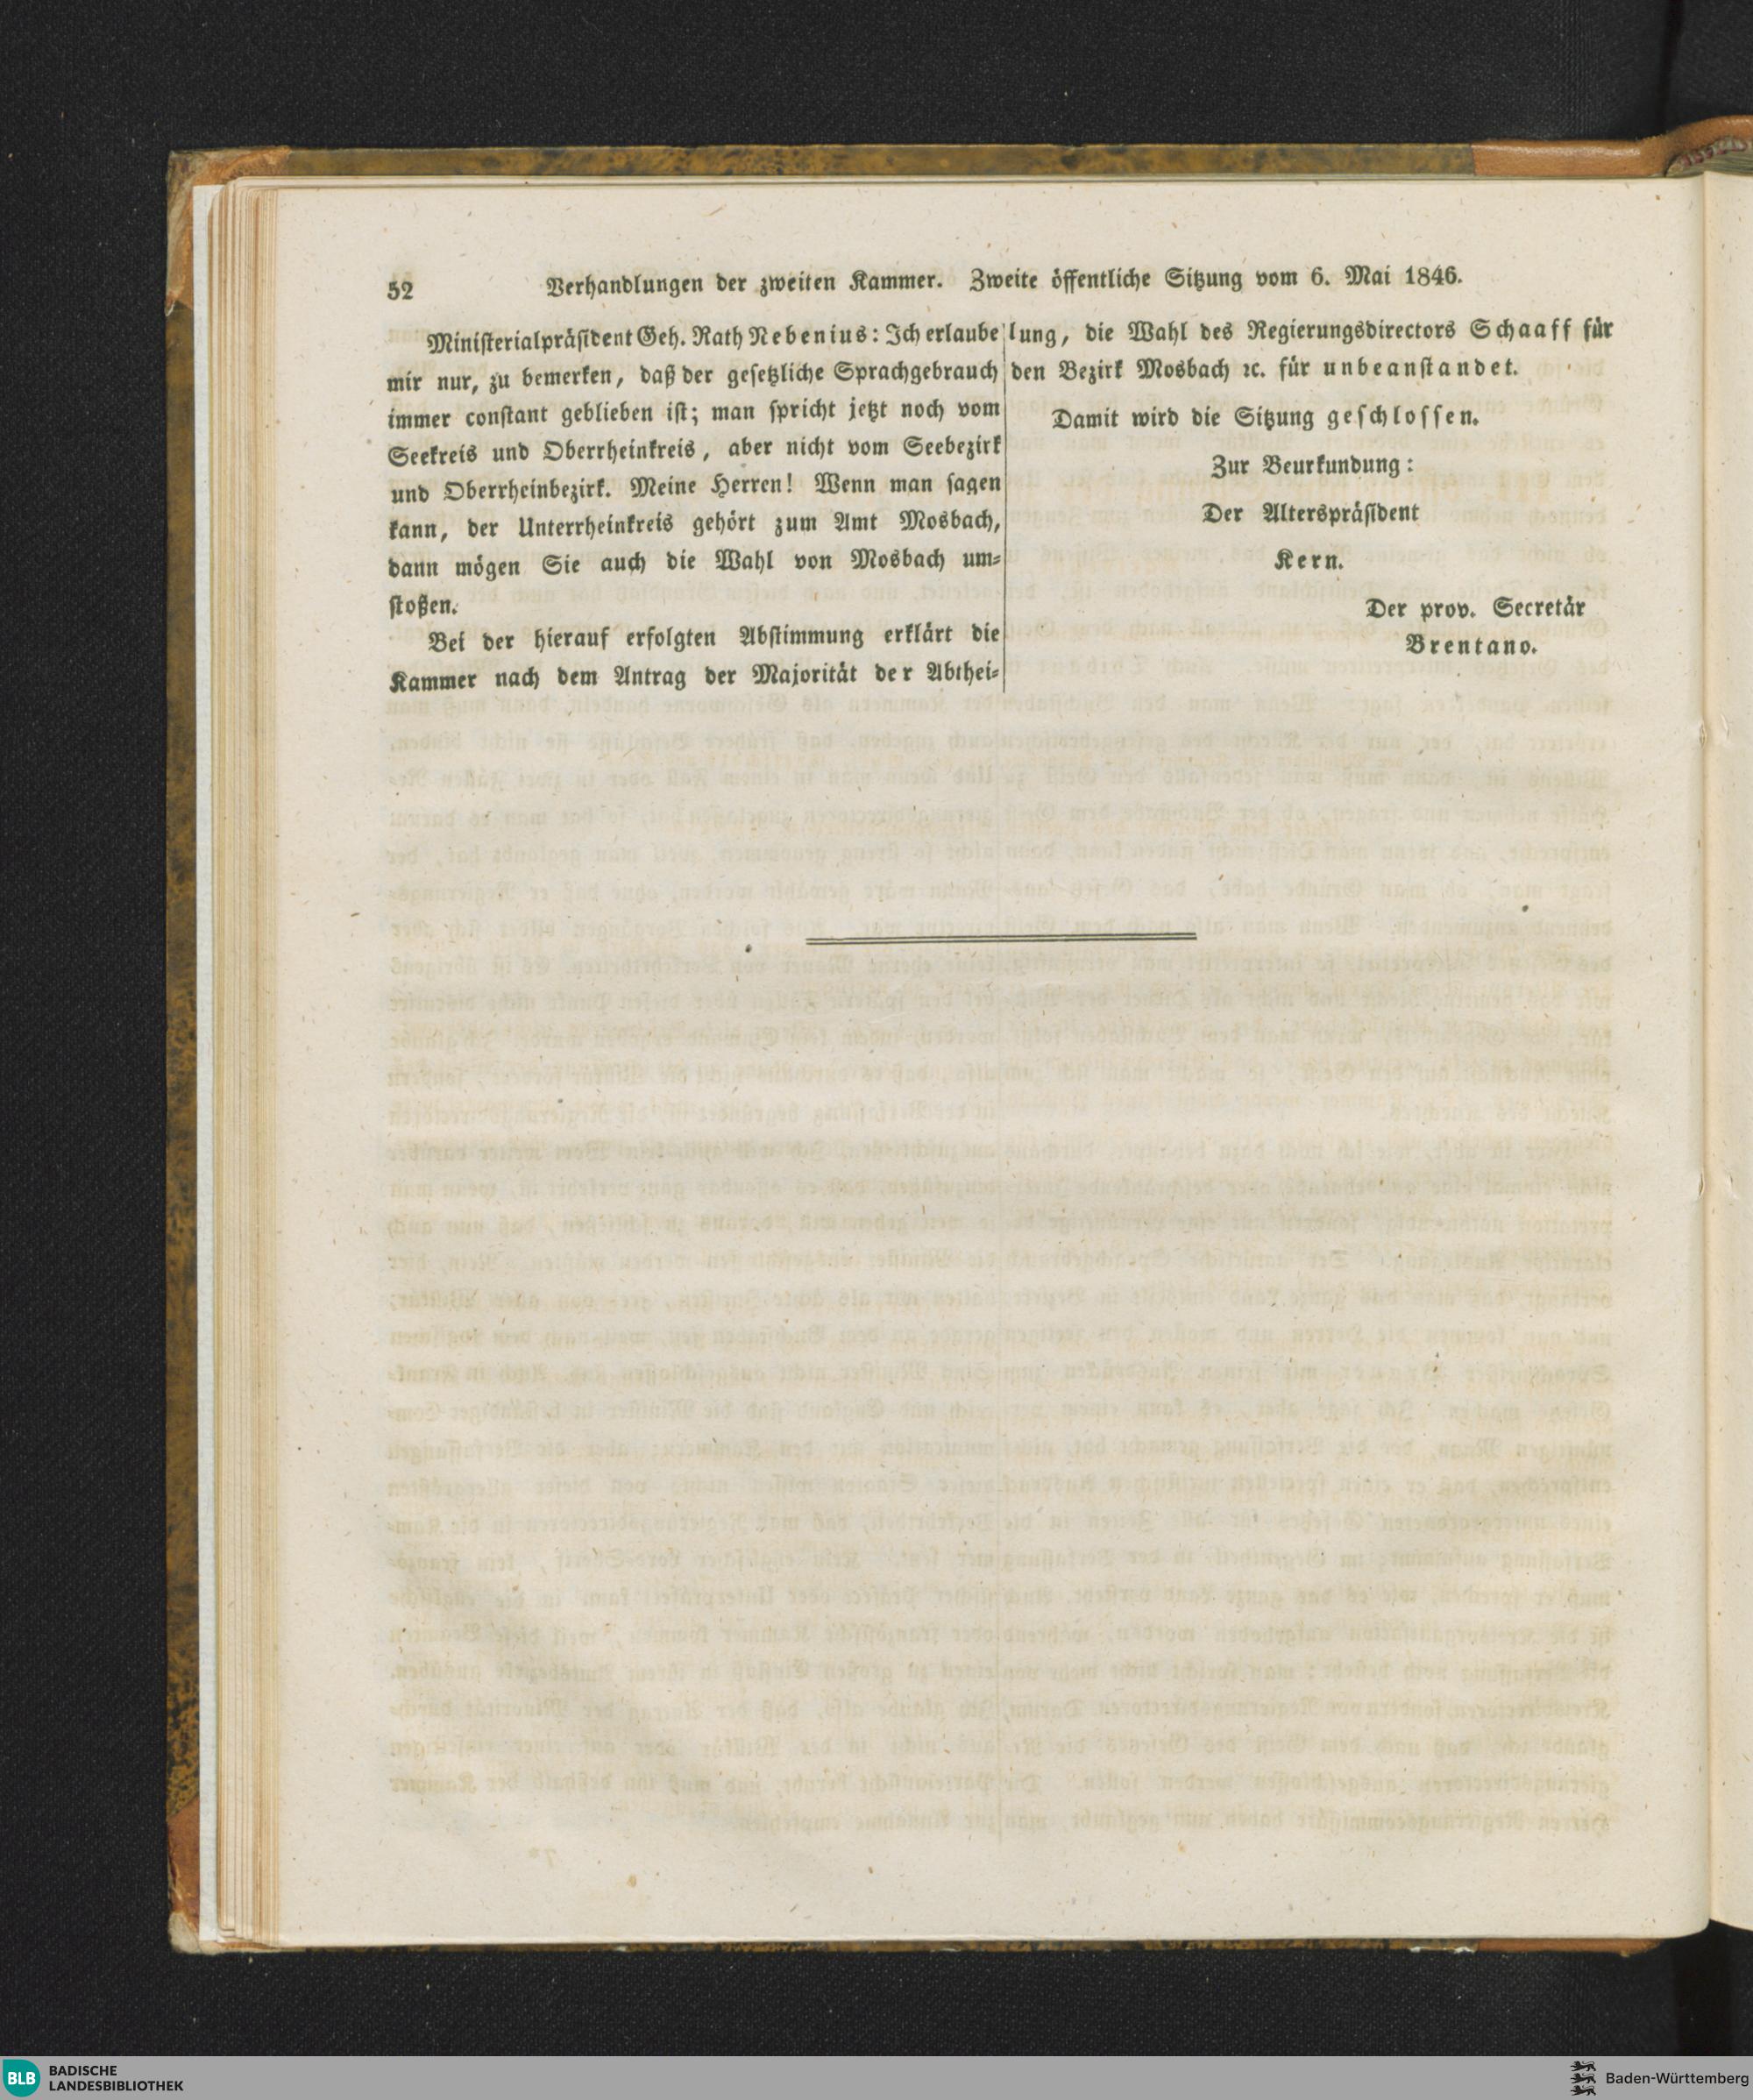 52
Verhandlungen der zweiten Kammer. Zweite öffentliche Sitzung vom 6. Mai 1846.
Ministerialpräsident Geh. Rath Nebenius: Ich erlaube
mir nur, zu bemerken, daß der gesetzliche Sprachgebrauch
immer constant geblieben ist; man spricht jetzt noch vom
Seekreis und Oberrheinkreis, aber nicht vom Seebezirk
und Oberrheinbezirk. Meine Herren! Wenn man sagen
kann, der Unterrheinkreis gehört zum Amt Mosbach,
dann mögen Sie auch die Wahl von Mosbach um-
stoßen.
Bei der hierauf erfolgten Abstimmung erklärt die
Kammer nach dem Antrag der Majorität der Abthei-
lung, die Wahl des Regierungsdirectors Schaaff für
den Bezirk Mosbach ꝛc. für unbeanstandet.
Damit wird die Sitzung geschlossen.
Zur Beurkundung:
Der Alterspräsident
Kern.
Der prov. Secretär
Brentano.
BLB BADISCHE
LANDESBIBLIOTHEK
Baden-Württemberg